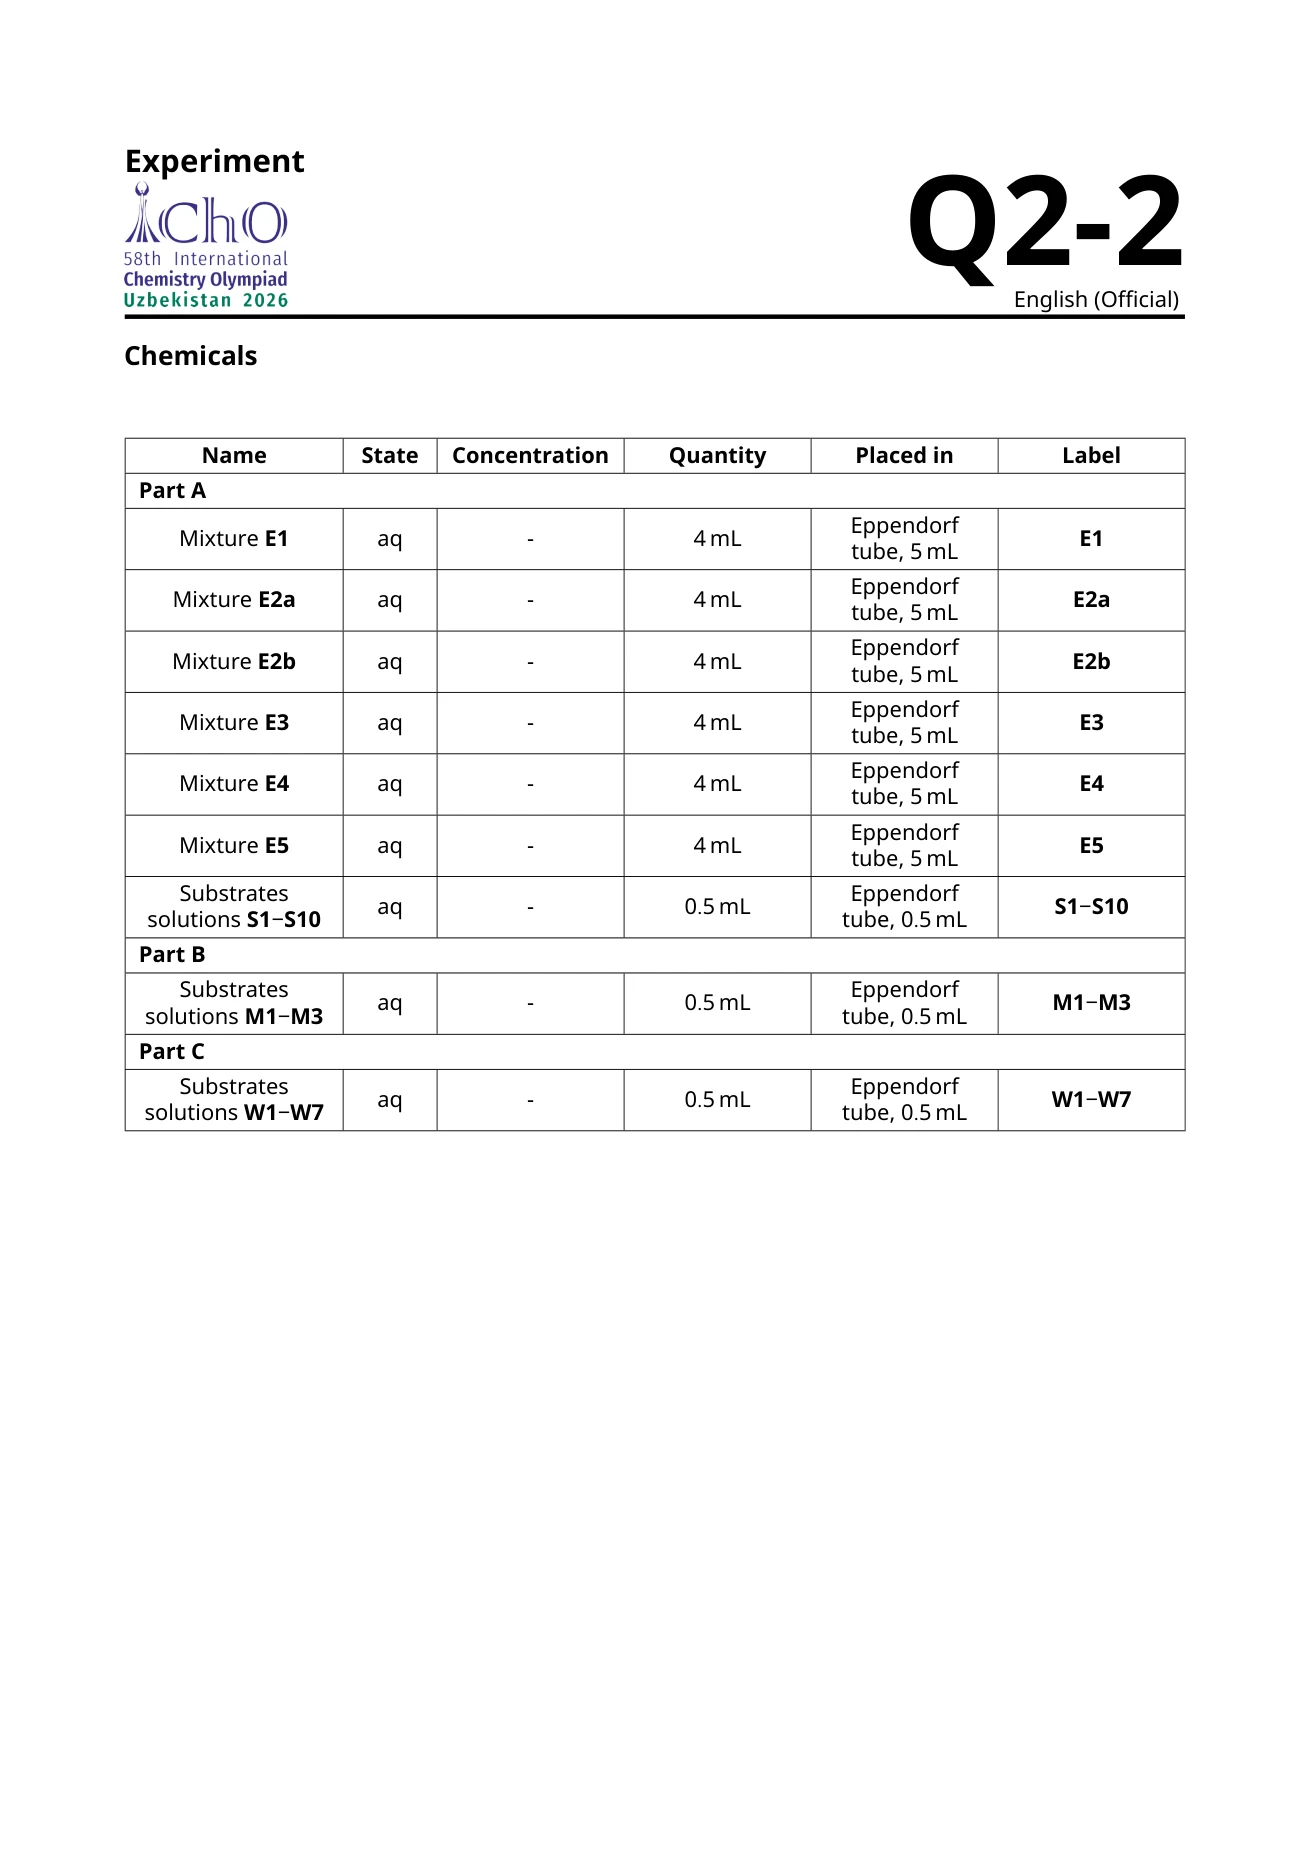 Experiment
IChO
58th International
Chemistry Olympiad
Uzbekistan 2026
Q2-2
English (Official)
Chemicals
Name State Concentration Quantity Placed in Label
Part A
Mixture E1 aq - 4 mL Eppendorf tube, 5 mL E1
Mixture E2a aq - 4 mL Eppendorf tube, 5 mL E2a
Mixture E2b aq - 4 mL Eppendorf tube, 5 mL E2b
Mixture E3 aq - 4 mL Eppendorf tube, 5 mL E3
Mixture E4 aq - 4 mL Eppendorf tube, 5 mL E4
Mixture E5 aq - 4 mL Eppendorf tube, 5 mL E5
Substrates solutions S1–S10 aq - 0.5 mL Eppendorf tube, 0.5 mL S1–S10
Part B
Substrates solutions M1–M3 aq - 0.5 mL Eppendorf tube, 0.5 mL M1–M3
Part C
Substrates solutions W1–W7 aq - 0.5 mL Eppendorf tube, 0.5 mL W1–W7